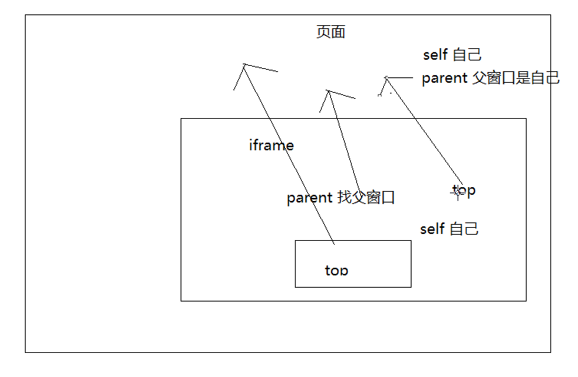 页面
self 自己
parent 父窗口是自己
iframe
parent 找父窗口
top
self 自己
top